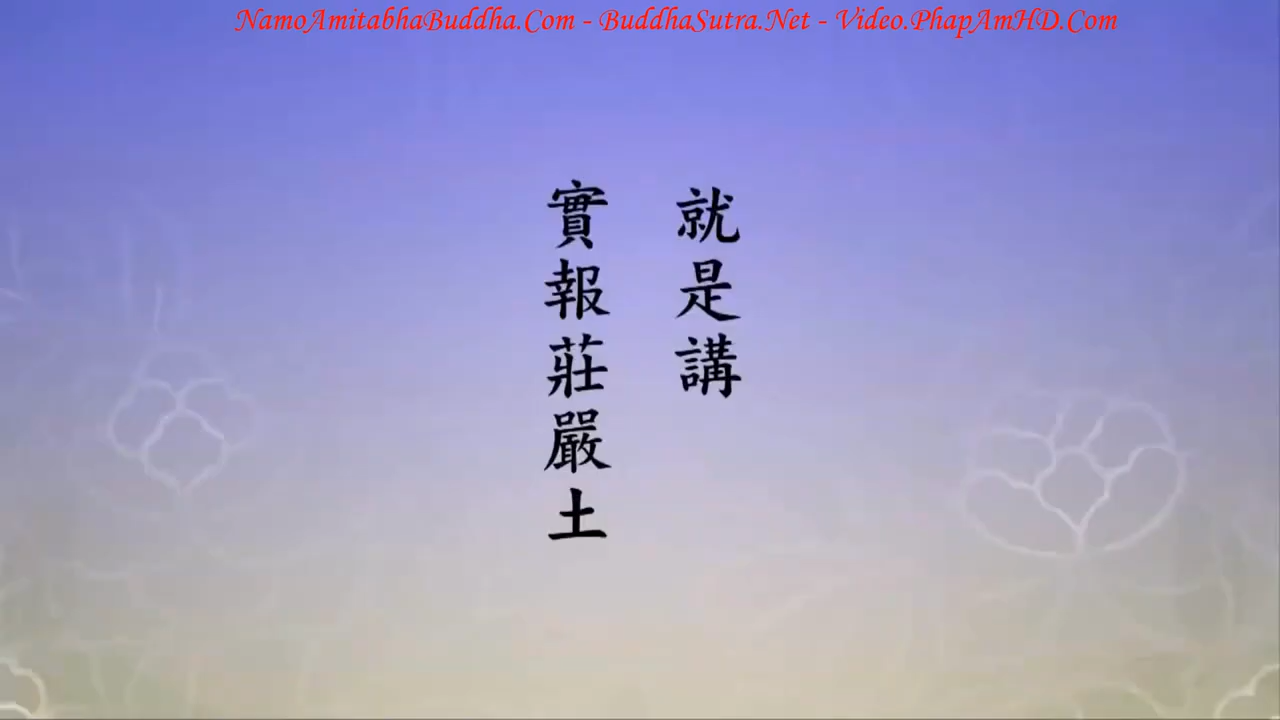 NamoAmitabhaBuddha.Com - BuddhaSutra.Net - Video.PhapAmHD.Com
就是講
實報莊嚴土